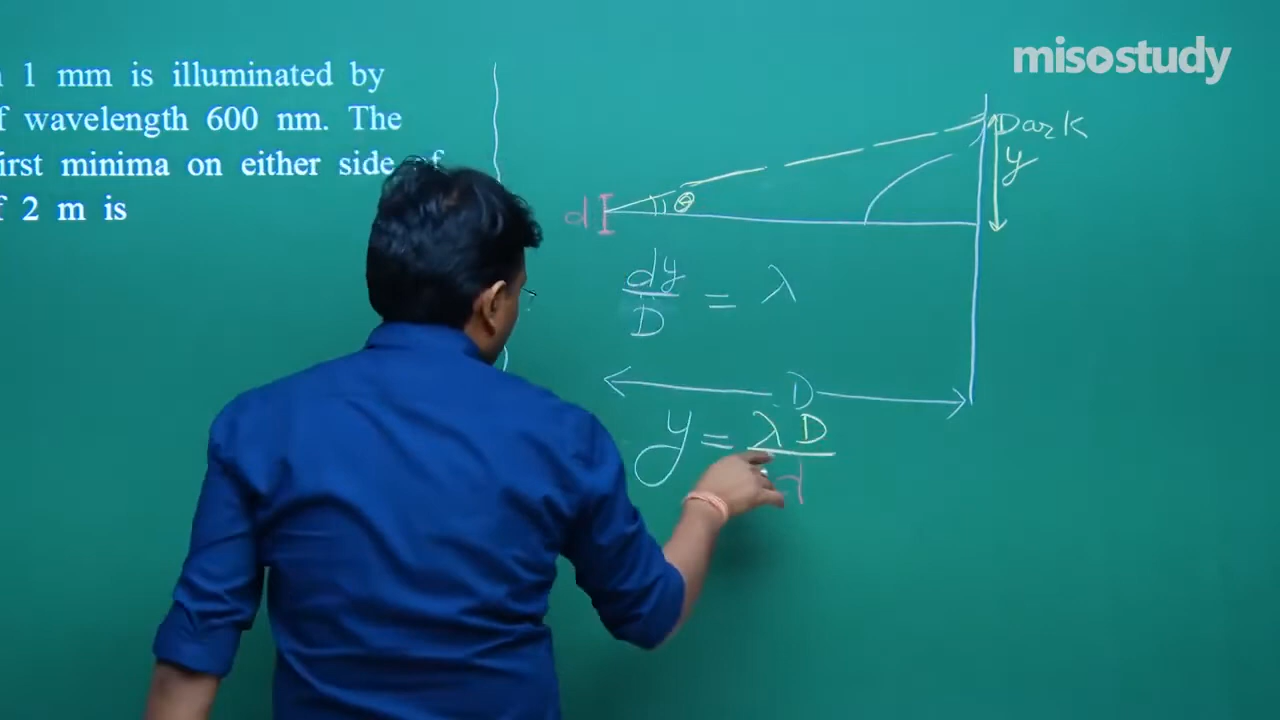 1 mm is illuminated by
wavelength 600 nm. The
irst minima on either side of
2 m is
misostudy
Dark
y
d
θ
dy/D = λ
D
y = λD/d